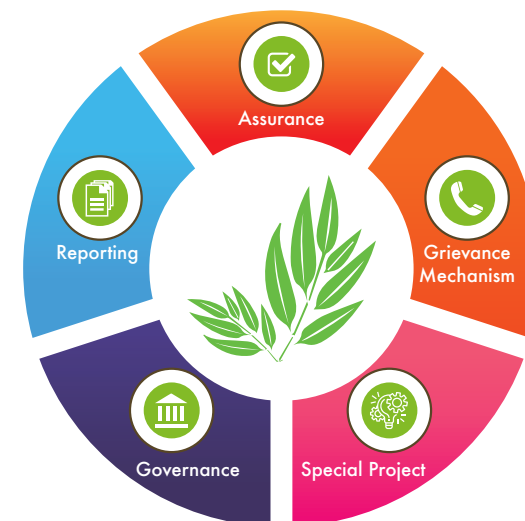 Assurance
Reporting
Grievance
Mechanism
Governance
Special Project